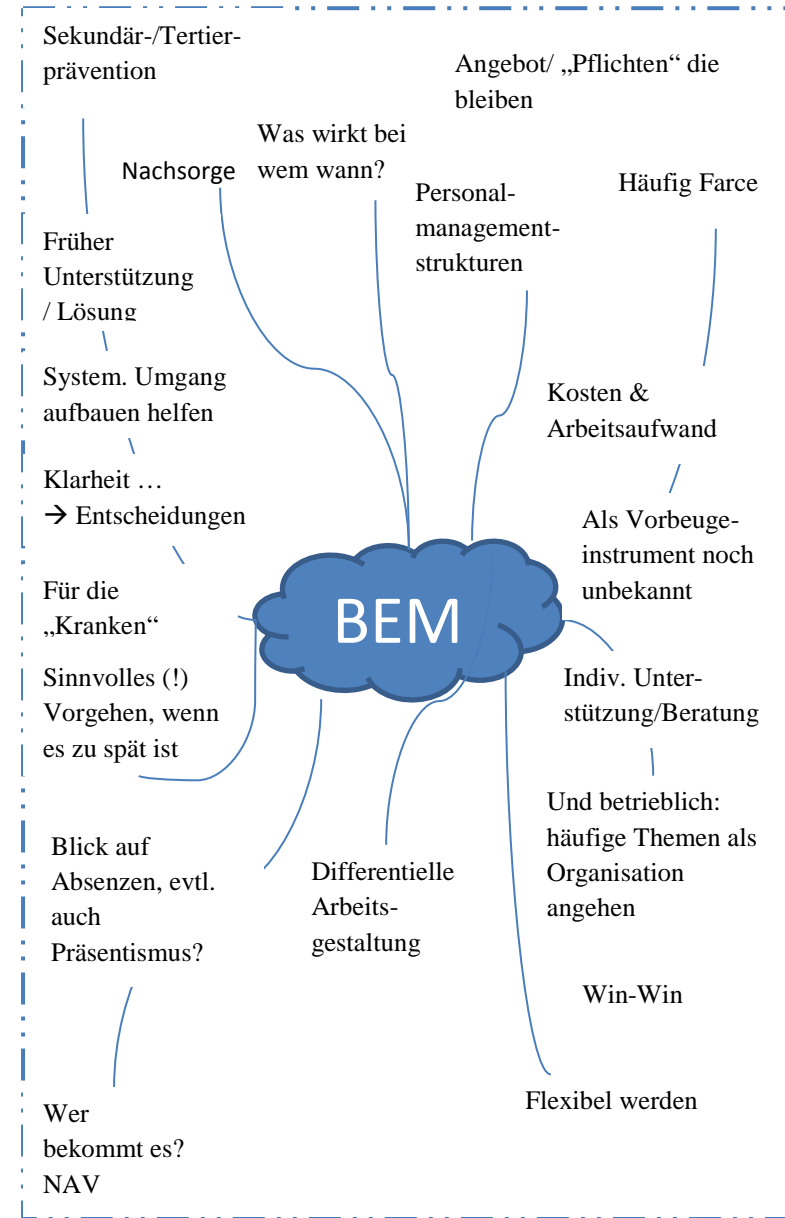 Sekundär-/Tertier-
prävention
Angebot/ „Pflichten“ die
bleiben
Was wirkt bei
wem wann?
Nachsorge
Häufig Farce
Personal-
management-
strukturen
Früher
Unterstützung
/ Lösung
System. Umgang
aufbauen helfen
Kosten &
Arbeitsaufwand
Klarheit …
→ Entscheidungen
Als Vorbeuge-
instrument noch
unbekannt
BEM
Für die
„Kranken“
Sinnvolles (!)
Vorgehen, wenn
es zu spät ist
Indiv. Unter-
stützung/Beratung
Und betrieblich:
häufige Themen als
Organisation
angehen
Blick auf
Absenzen, evtl.
auch
Präsentismus?
Differentielle
Arbeits-
gestaltung
Win-Win
Flexibel werden
Wer
bekommt es?
NAV